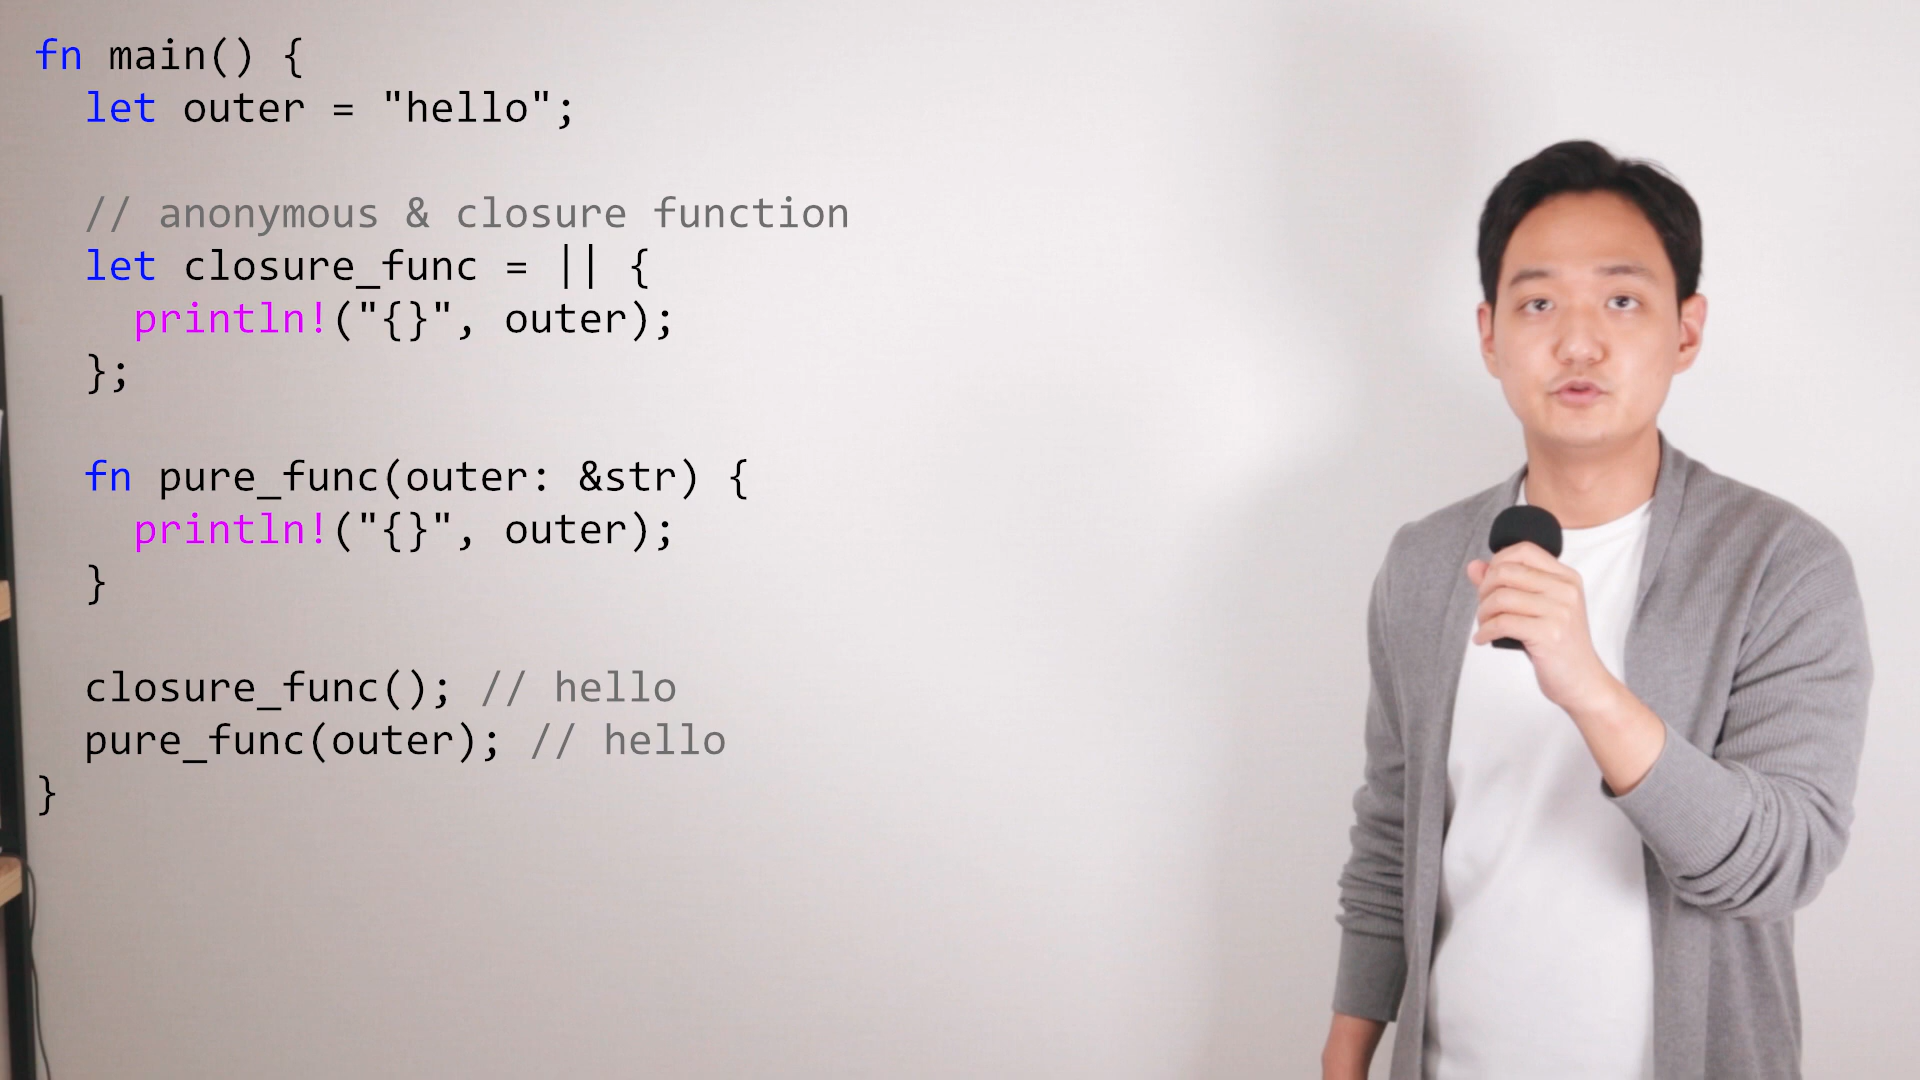 fn main() {
  let outer = "hello";

  // anonymous & closure function
  let closure_func = || {
    println!("{}", outer);
  };

  fn pure_func(outer: &str) {
    println!("{}", outer);
  }

  closure_func(); // hello
  pure_func(outer); // hello
}